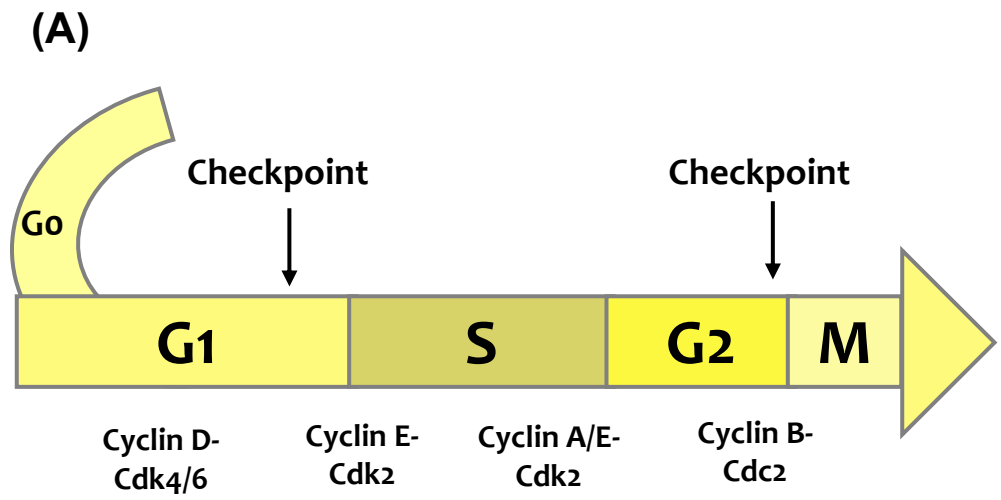 (A)
Checkpoint
Checkpoint
G0
G1
S
G2
M
Cyclin D-
Cdk4/6
Cyclin E-
Cdk2
Cyclin A/E-
Cdk2
Cyclin B-
Cdc2